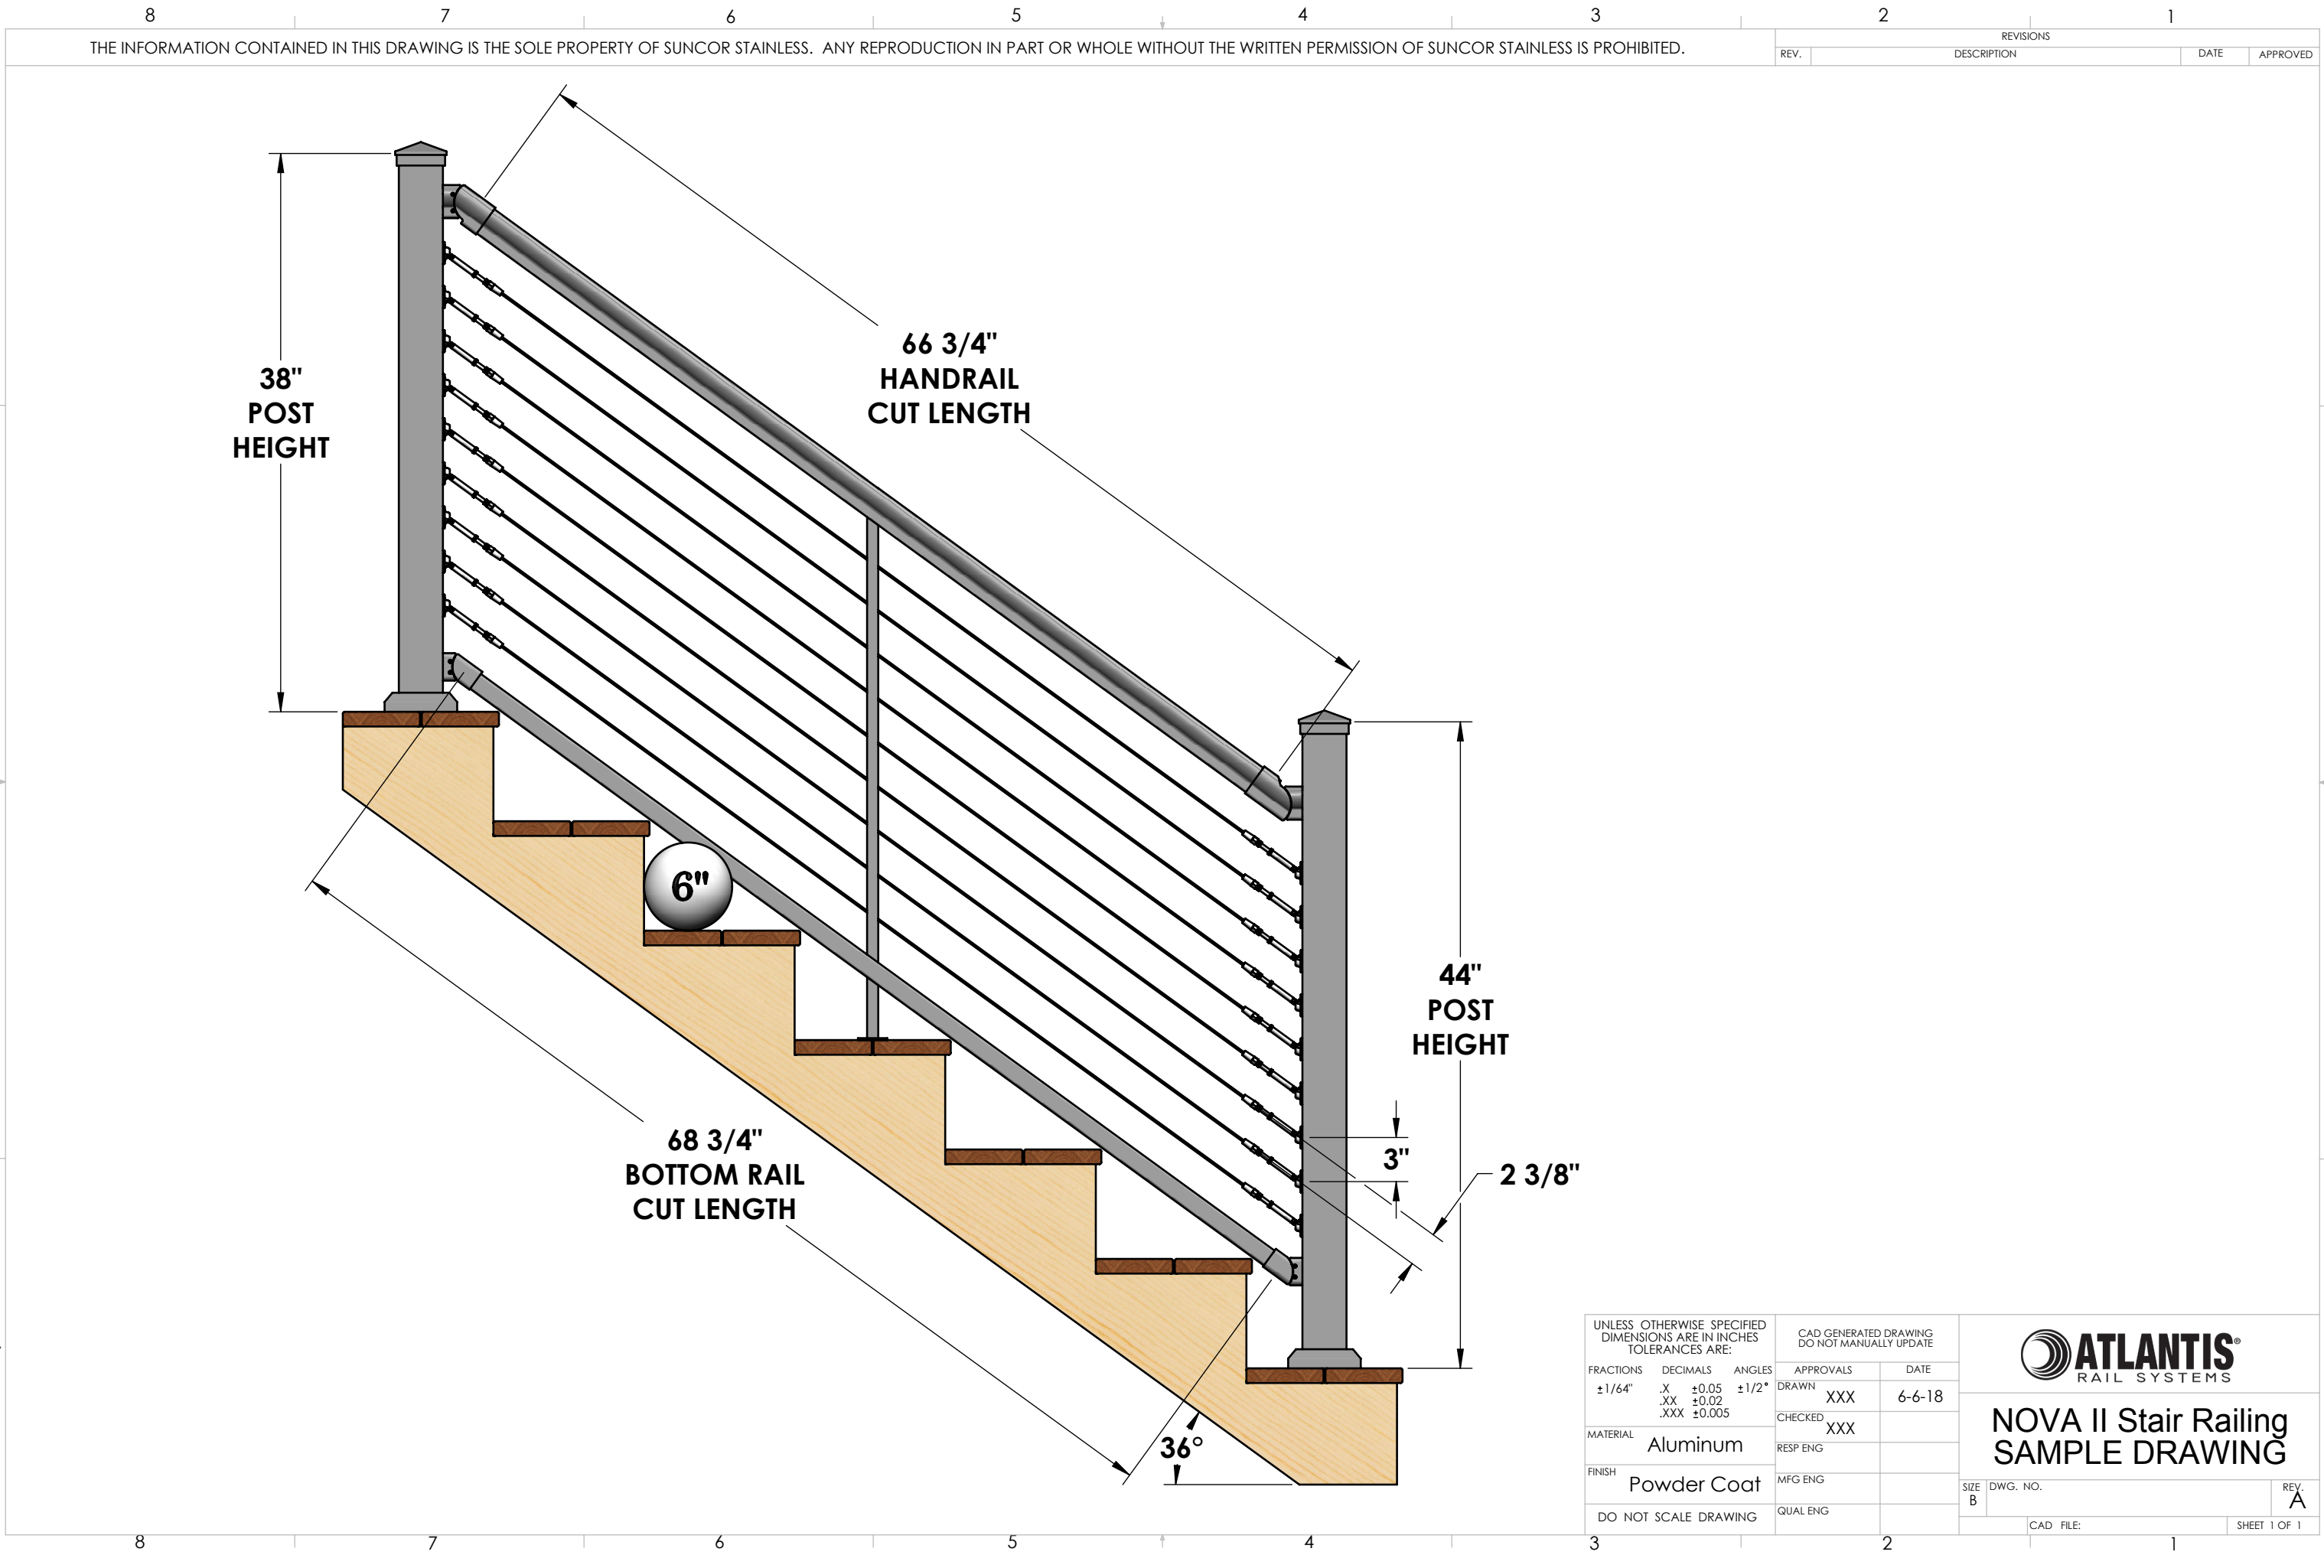 8 7 6 5 4 3 2 1
THE INFORMATION CONTAINED IN THIS DRAWING IS THE SOLE PROPERTY OF SUNCOR STAINLESS. ANY REPRODUCTION IN PART OR WHOLE WITHOUT THE WRITTEN PERMISSION OF SUNCOR STAINLESS IS PROHIBITED.
REVISIONS
REV. DESCRIPTION DATE APPROVED
38"
POST
HEIGHT
66 3/4"
HANDRAIL
CUT LENGTH
6"
44"
POST
HEIGHT
3"
2 3/8"
68 3/4"
BOTTOM RAIL
CUT LENGTH
36°
UNLESS OTHERWISE SPECIFIED
DIMENSIONS ARE IN INCHES
TOLERANCES ARE:
FRACTIONS DECIMALS ANGLES
±1/64" .X ±0.05 ±1/2°
.XX ±0.02
.XXX ±0.005
MATERIAL Aluminum
FINISH Powder Coat
DO NOT SCALE DRAWING
CAD GENERATED DRAWING
DO NOT MANUALLY UPDATE
APPROVALS DATE
DRAWN XXX 6-6-18
CHECKED XXX
RESP ENG
MFG ENG
QUAL ENG
ATLANTIS®
RAIL SYSTEMS
NOVA II Stair Railing
SAMPLE DRAWING
SIZE DWG. NO. REV.
B A
CAD FILE: SHEET 1 OF 1
8 7 6 5 4 3 2 1